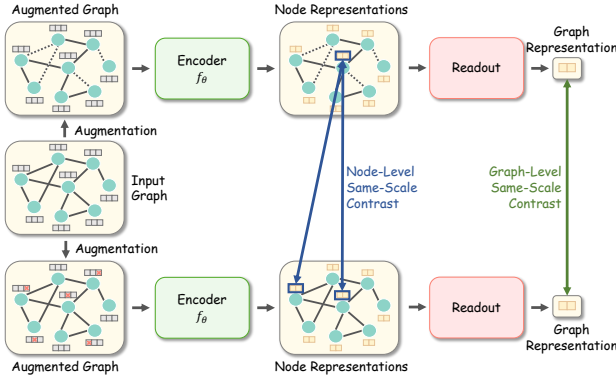 Augmented Graph
Node Representations
Graph
Representation
Encoder
fθ
Readout
Augmentation
Input
Graph
Node-Level
Same-Scale
Contrast
Graph-Level
Same-Scale
Contrast
Augmentation
Encoder
fθ
Readout
Graph
Representation
Augmented Graph
Node Representations